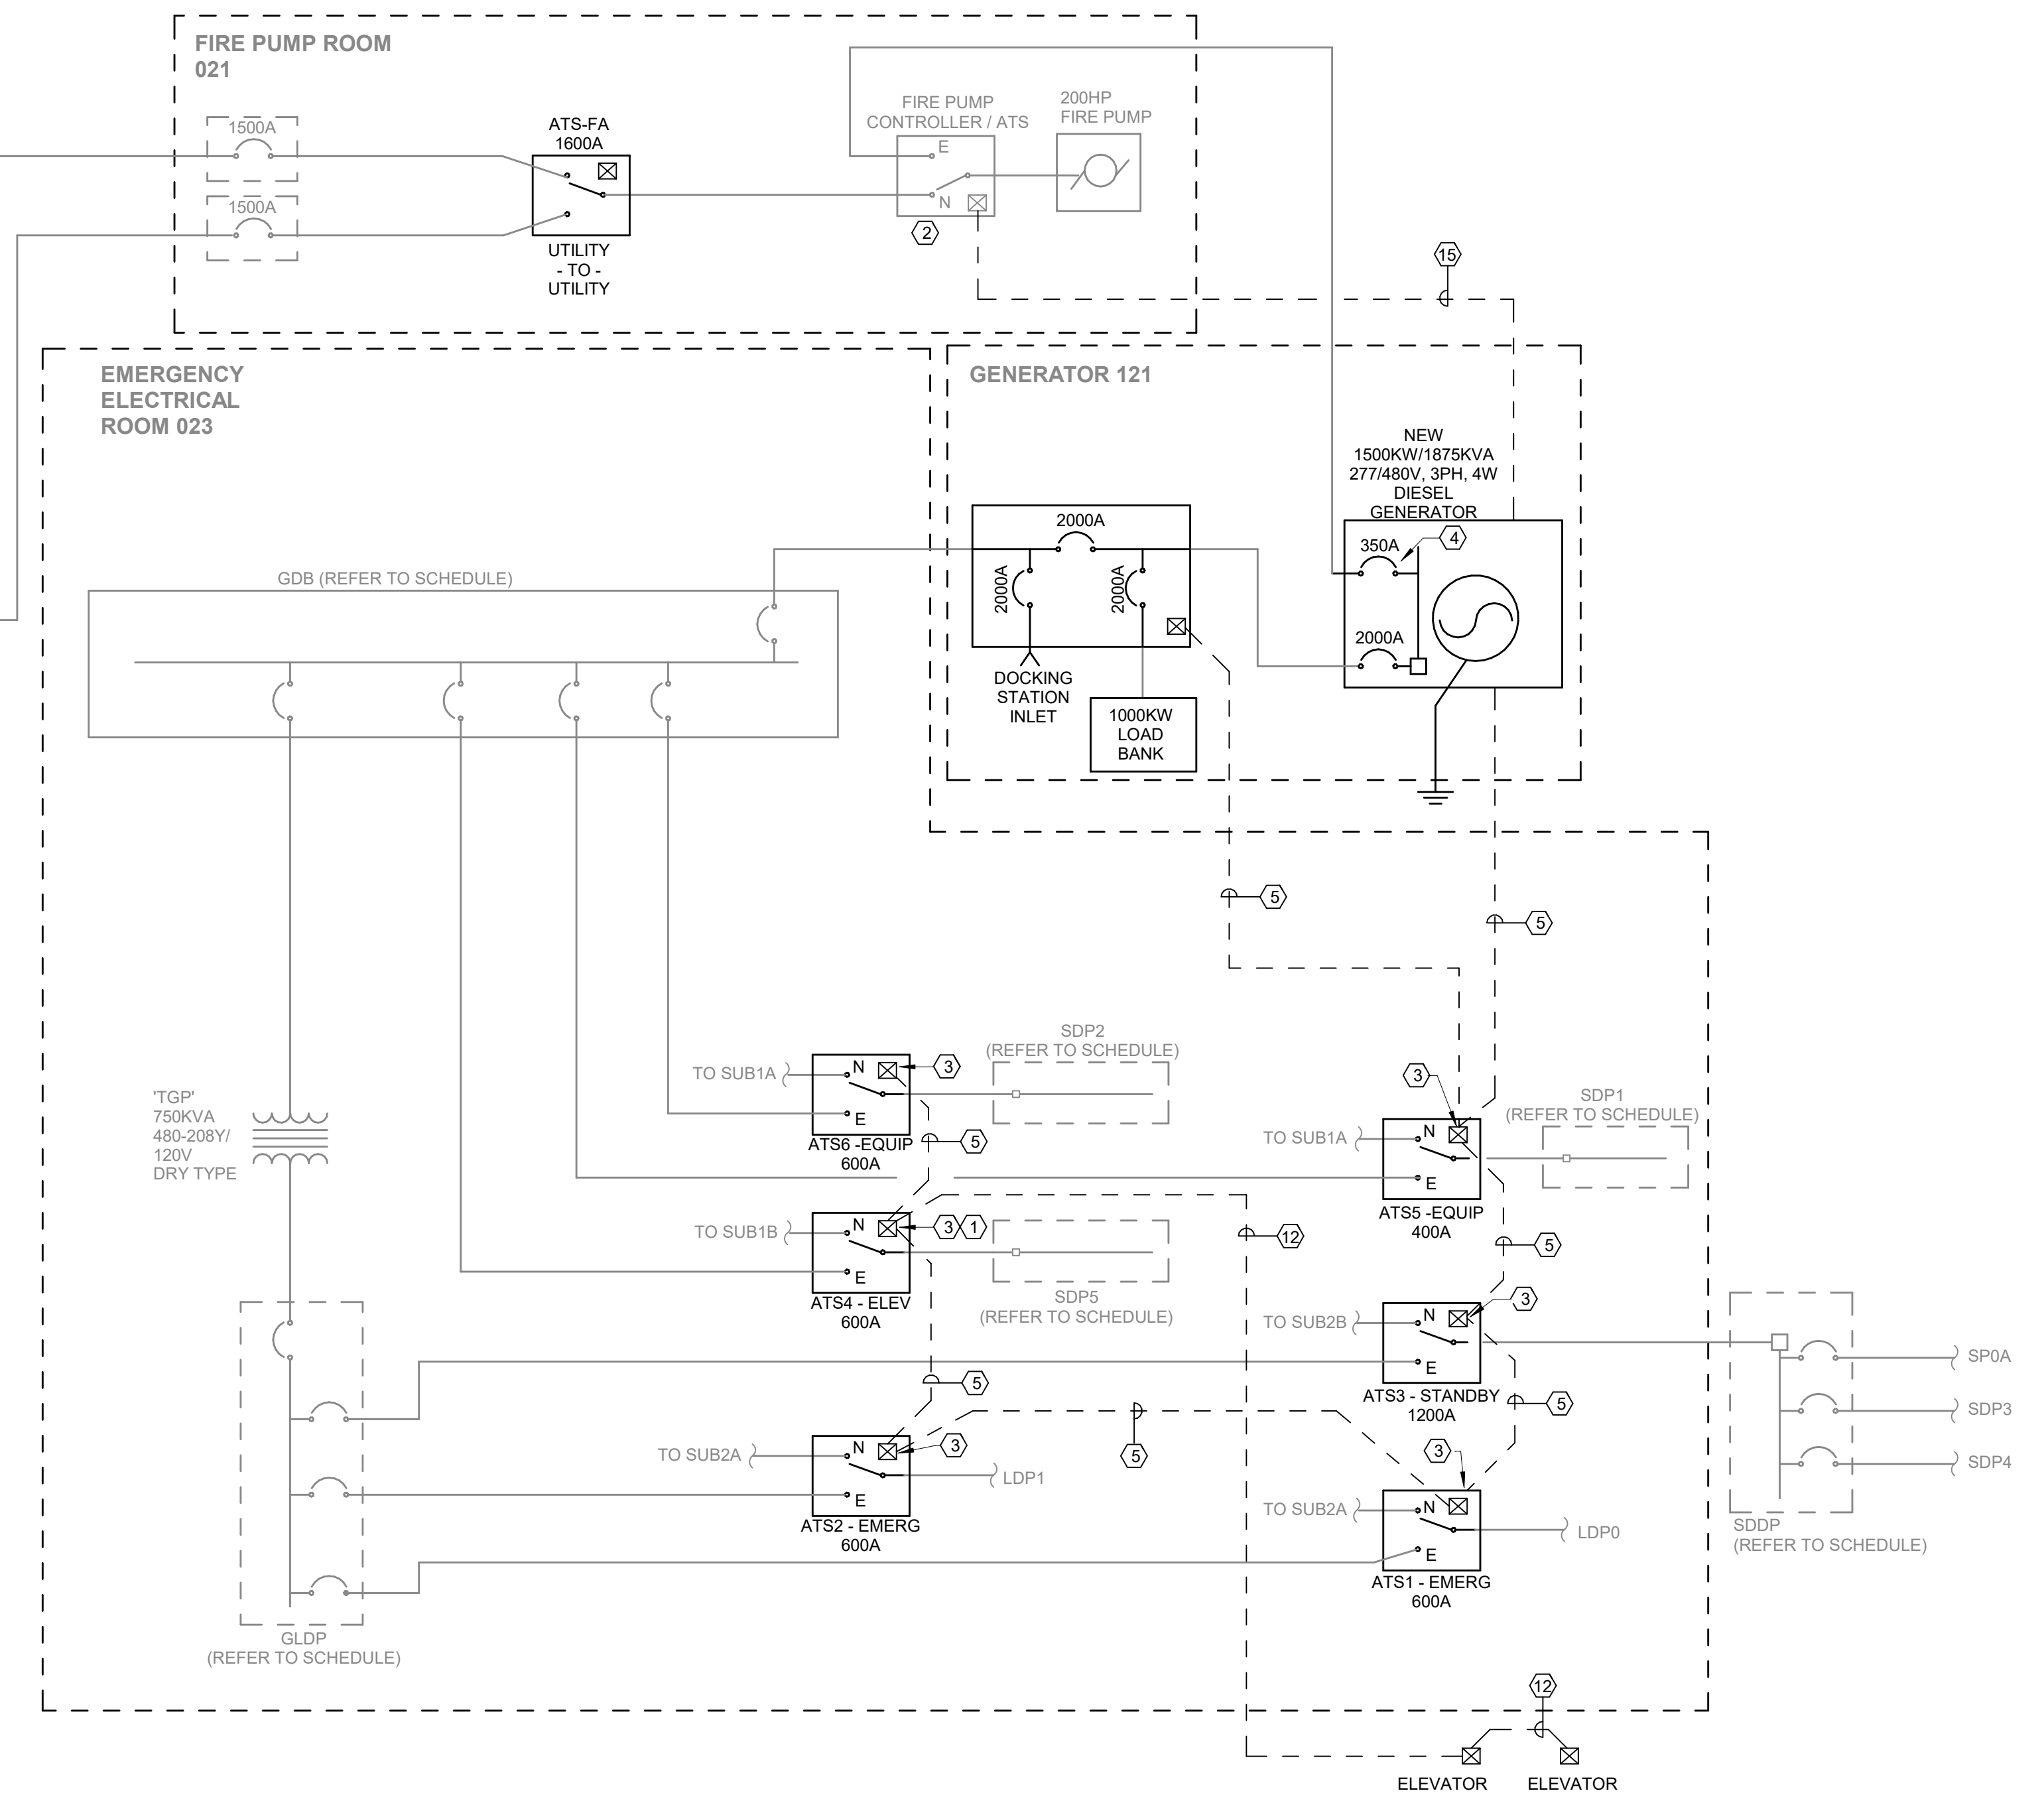 FIRE PUMP ROOM
021
1500A
1500A
ATS-FA
1600A
UTILITY
- TO -
UTILITY
FIRE PUMP
CONTROLLER / ATS
E
N
2
200HP
FIRE PUMP
15
EMERGENCY
ELECTRICAL
ROOM 023
GENERATOR 121
NEW
1500KW/1875KVA
277/480V, 3PH, 4W
DIESEL
GENERATOR
350A
4
2000A
2000A
2000A
2000A
DOCKING
STATION
INLET
1000KW
LOAD
BANK
GDB (REFER TO SCHEDULE)
5
5
'TGP'
750KVA
480-208Y/
120V
DRY TYPE
TO SUB1A
N
E
3
ATS6 -EQUIP
600A
5
SDP2
(REFER TO SCHEDULE)
TO SUB1A
N
E
3
ATS5 -EQUIP
400A
5
SDP1
(REFER TO SCHEDULE)
TO SUB1B
N
E
3
1
ATS4 - ELEV
600A
5
SDP5
(REFER TO SCHEDULE)
12
TO SUB2B
N
E
3
ATS3 - STANDBY
1200A
5
SP0A
SDP3
SDP4
SDDP
(REFER TO SCHEDULE)
TO SUB2A
N
E
3
ATS2 - EMERG
600A
LDP1
5
TO SUB2A
N
E
3
ATS1 - EMERG
600A
LDP0
GLDP
(REFER TO SCHEDULE)
12
ELEVATOR
ELEVATOR